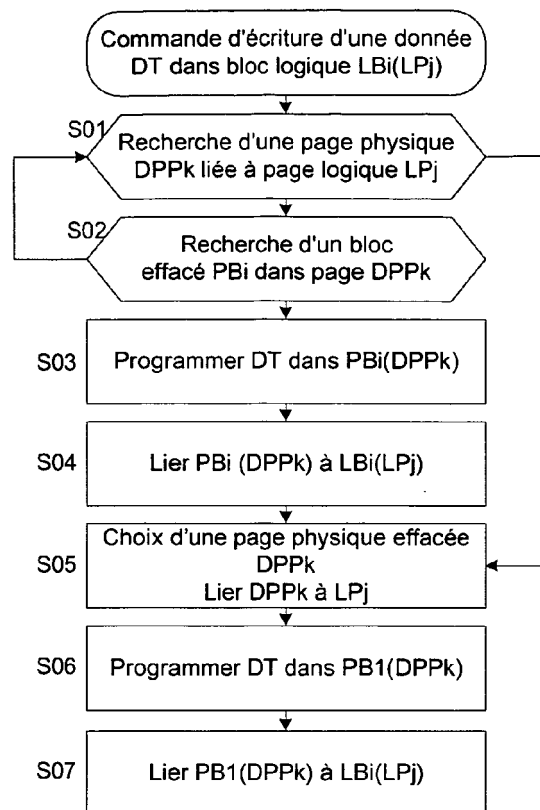 Commande d'écriture d'une donnée
DT dans bloc logique LBi(LPj)
S01
Recherche d'une page physique
DPPk liée à page logique LPj
S02
Recherche d'un bloc
effacé PBi dans page DPPk
S03
Programmer DT dans PBi(DPPk)
S04
Lier PBi (DPPk) à LBi(LPj)
S05
Choix d'une page physique effacée
DPPk
Lier DPPk à LPj
S06
Programmer DT dans PB1(DPPk)
S07
Lier PB1(DPPk) à LBi(LPj)